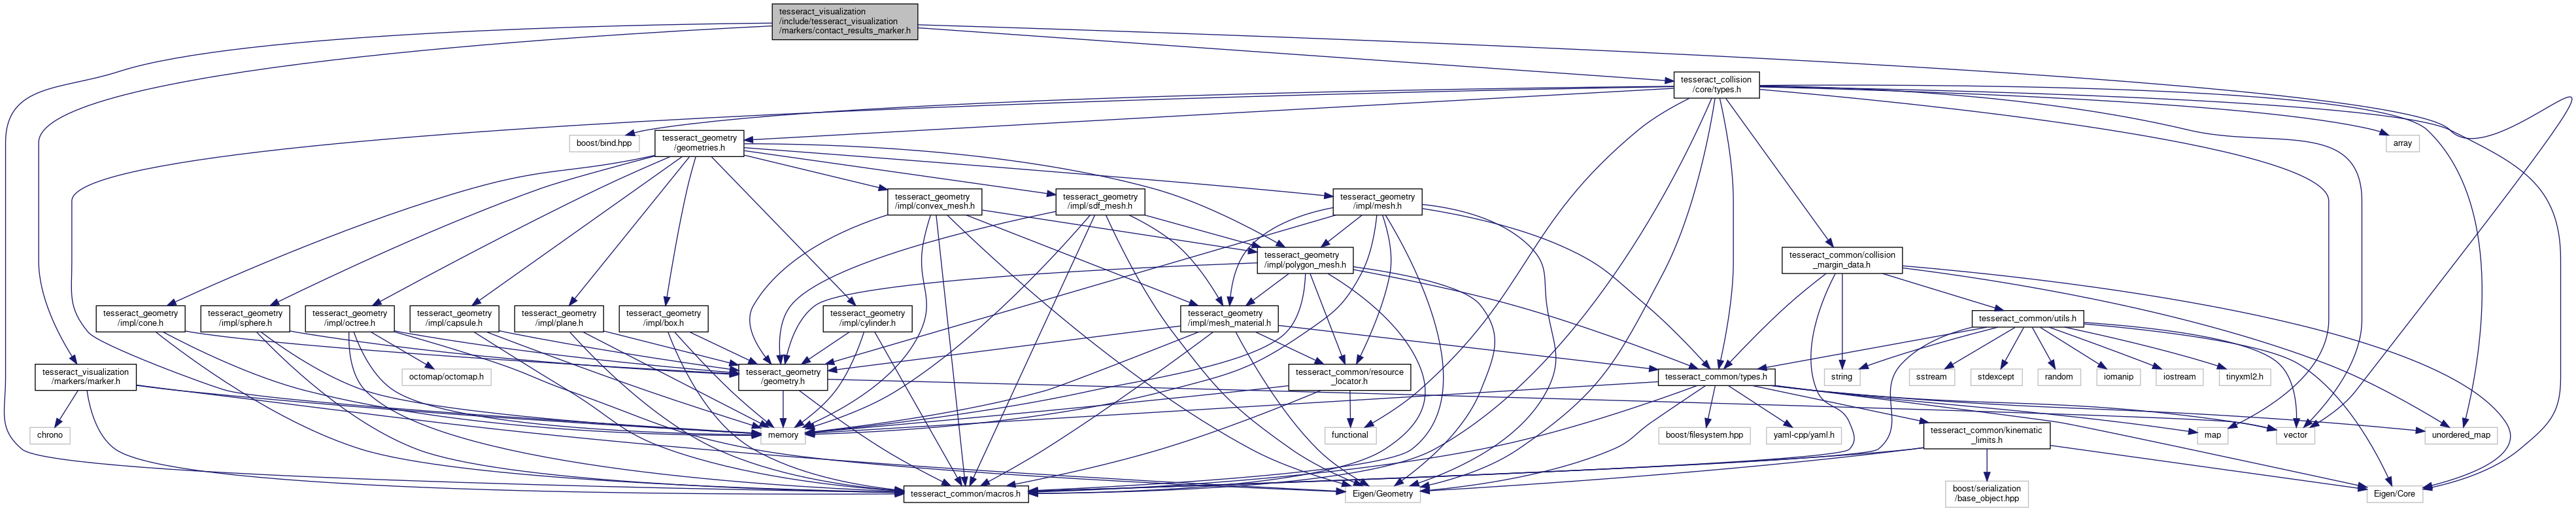 tesseract_visualization
/include/tesseract_visualization
/markers/contact_results_marker.h
tesseract_collision
/core/types.h
boost/bind.hpp
tesseract_geometry
/geometries.h
array
tesseract_geometry
/impl/convex_mesh.h
tesseract_geometry
/impl/sdf_mesh.h
tesseract_geometry
/impl/mesh.h
tesseract_geometry
/impl/polygon_mesh.h
tesseract_common/collision
_margin_data.h
tesseract_geometry
/impl/cone.h
tesseract_geometry
/impl/sphere.h
tesseract_geometry
/impl/octree.h
tesseract_geometry
/impl/capsule.h
tesseract_geometry
/impl/plane.h
tesseract_geometry
/impl/box.h
tesseract_geometry
/impl/cylinder.h
tesseract_geometry
/impl/mesh_material.h
tesseract_common/utils.h
tesseract_visualization
/markers/marker.h
octomap/octomap.h
tesseract_geometry
/geometry.h
tesseract_common/resource
_locator.h
tesseract_common/types.h
string
sstream
stdexcept
random
iomanip
iostream
tinyxml2.h
chrono
memory
functional
boost/filesystem.hpp
yaml-cpp/yaml.h
tesseract_common/kinematic
_limits.h
map
vector
unordered_map
tesseract_common/macros.h
Eigen/Geometry
boost/serialization
/base_object.hpp
Eigen/Core